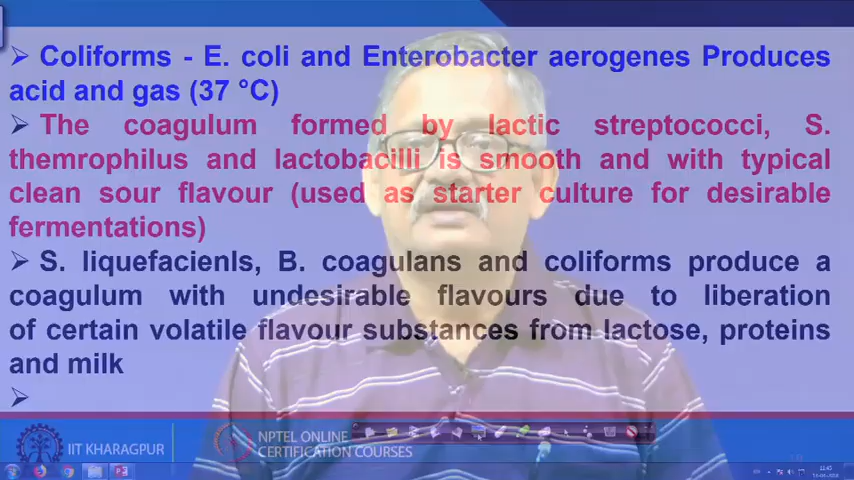 ➢ Coliforms - E. coli and Enterobacter aerogenes Produces
acid and gas (37 °C)
➢ The coagulum formed by lactic streptococci, S.
themrophilus and lactobacilli is smooth and with typical
clean sour flavour (used as starter culture for desirable
fermentations)
➢ S. liquefacienls, B. coagulans and coliforms produce a
coagulum with undesirable flavours due to liberation
of certain volatile flavour substances from lactose, proteins
and milk
➢
IIT KHARAGPUR
NPTEL ONLINE
CERTIFICATION COURSES